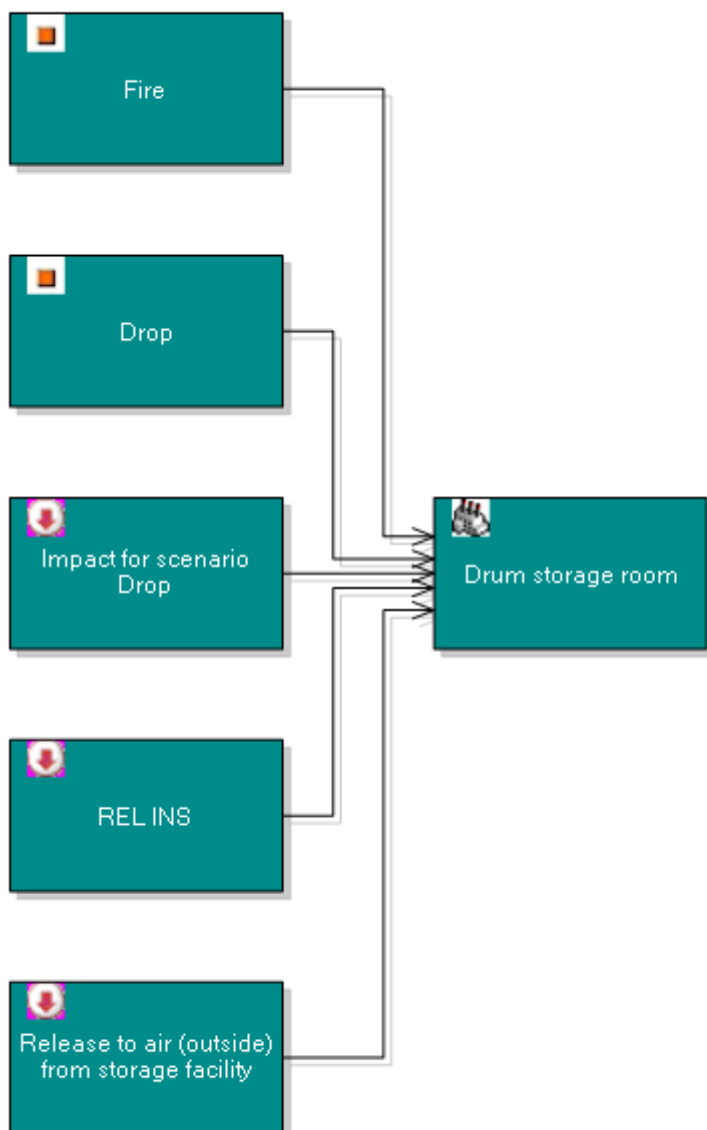 Fire
Drop
Impact for scenario
Drop
Drum storage room
REL INS
Release to air (outside)
from storage facility